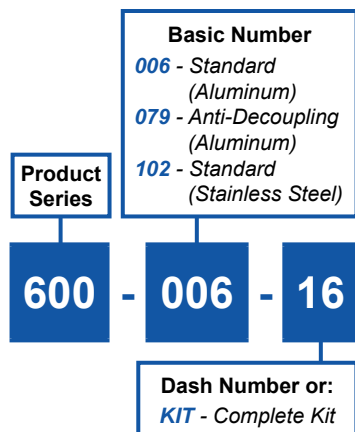 Basic Number
006 - Standard
(Aluminum)
079 - Anti-Decoupling
(Aluminum)
102 - Standard
(Stainless Steel)
Product
Series
600 - 006 - 16
Dash Number or:
KIT - Complete Kit